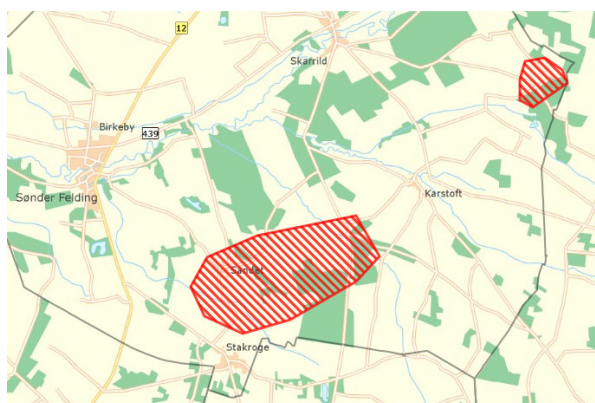 12
Skarrild
Birkeby
439
Sønder Felding
Karstoft
Sandet
Stakroge